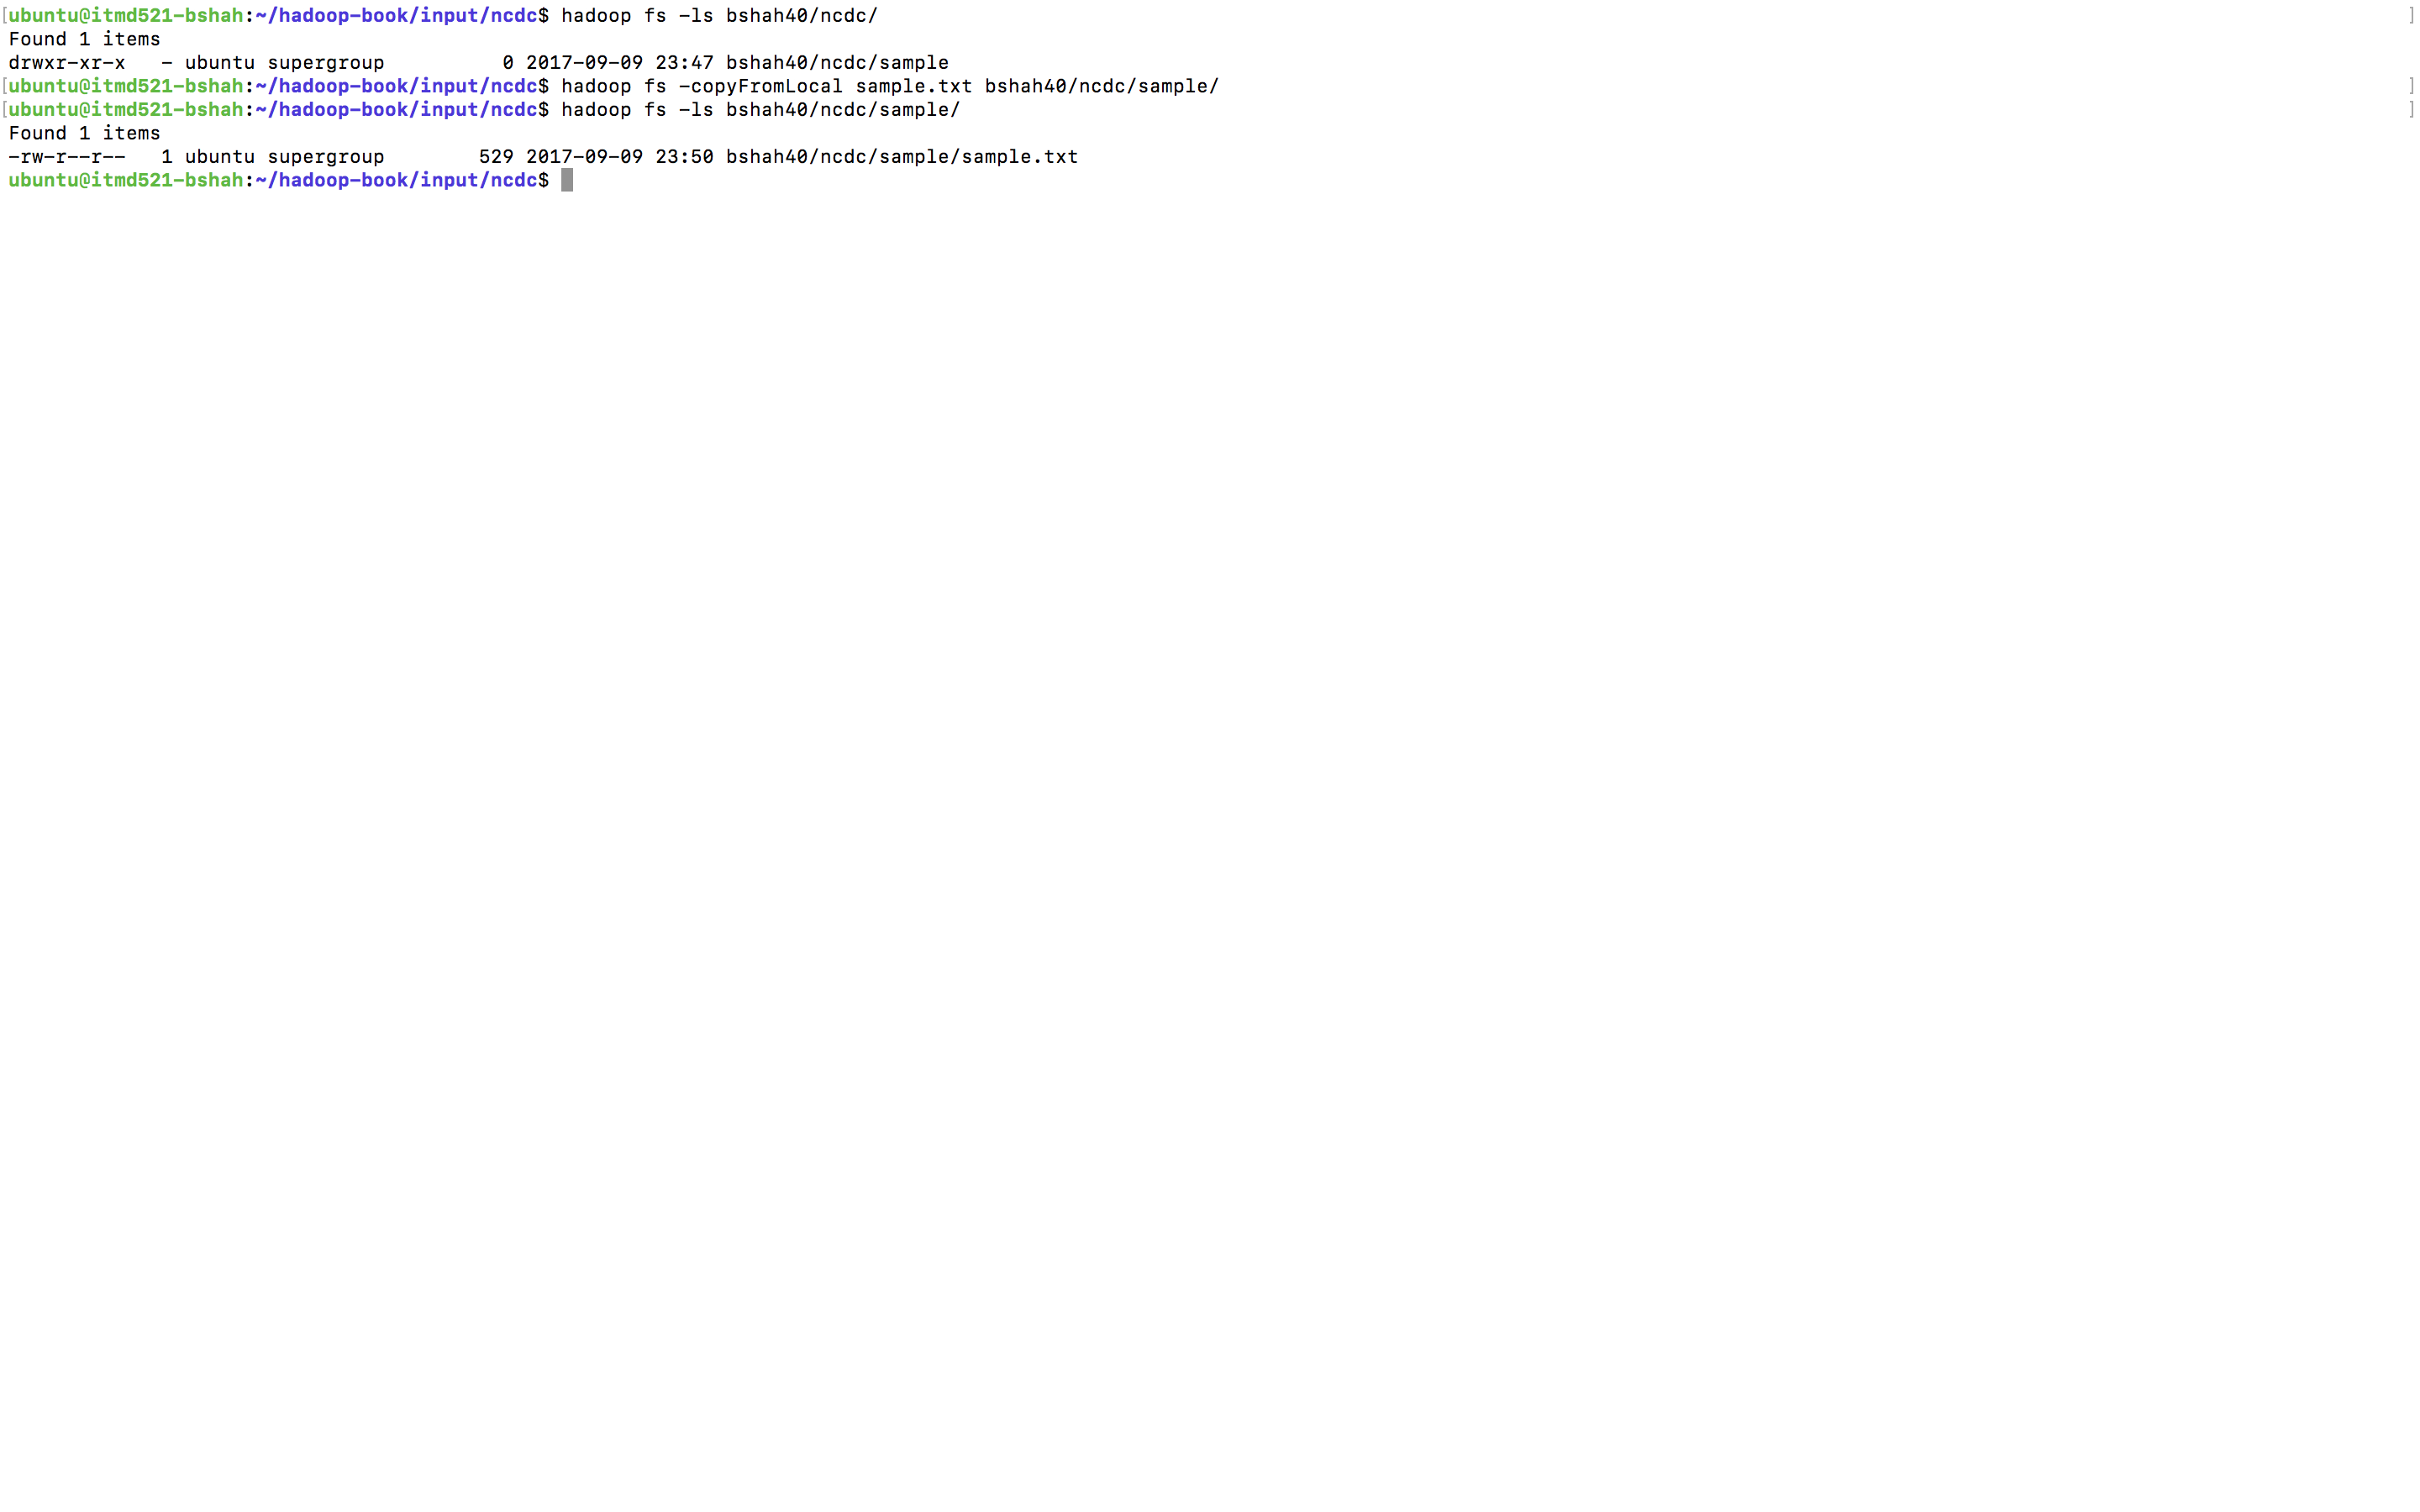 [ubuntu@itmd521-bshah:~/hadoop-book/input/ncdc$ hadoop fs -ls bshah40/ncdc/ ]
Found 1 items
drwxr-xr-x   - ubuntu supergroup          0 2017-09-09 23:47 bshah40/ncdc/sample
[ubuntu@itmd521-bshah:~/hadoop-book/input/ncdc$ hadoop fs -copyFromLocal sample.txt bshah40/ncdc/sample/ ]
[ubuntu@itmd521-bshah:~/hadoop-book/input/ncdc$ hadoop fs -ls bshah40/ncdc/sample/ ]
Found 1 items
-rw-r--r--   1 ubuntu supergroup        529 2017-09-09 23:50 bshah40/ncdc/sample/sample.txt
ubuntu@itmd521-bshah:~/hadoop-book/input/ncdc$